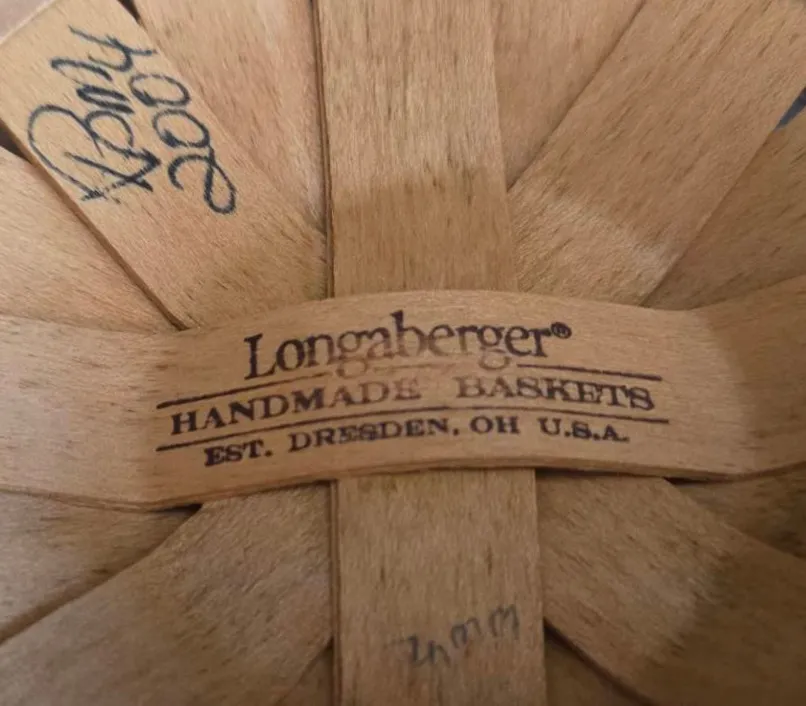 2004
Longaberger®
HANDMADE BASKETS
EST. DRESDEN, OH U.S.A.